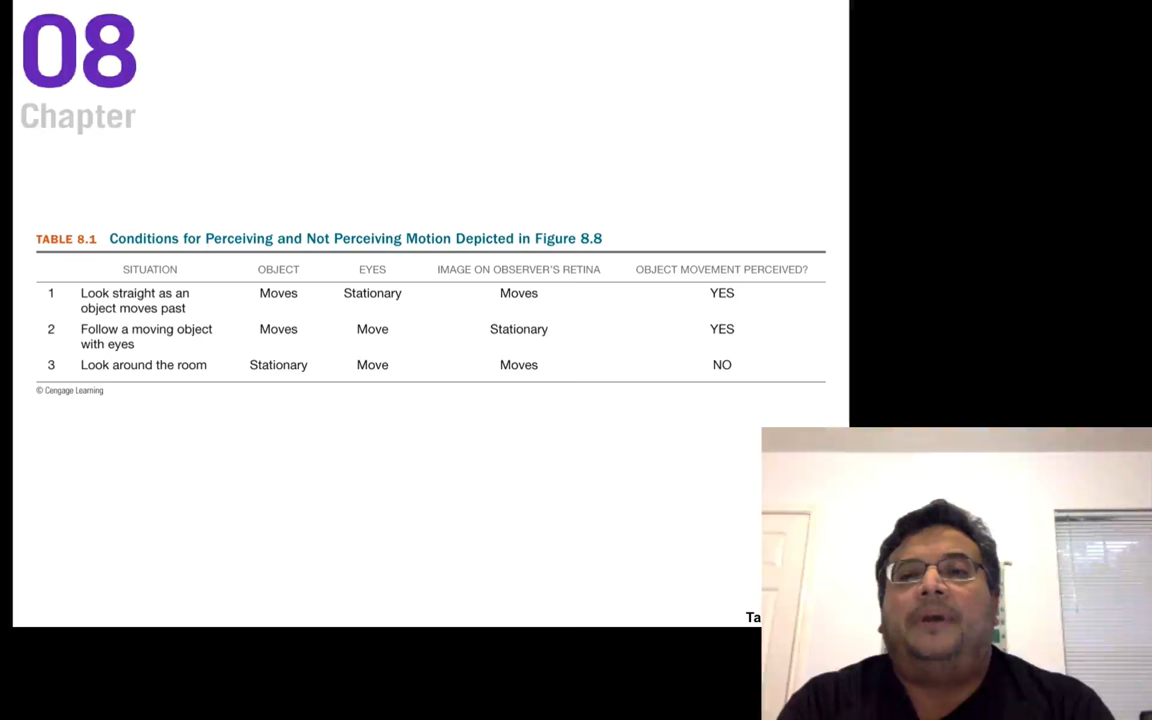 08
Chapter
TABLE 8.1 Conditions for Perceiving and Not Perceiving Motion Depicted in Figure 8.8
SITUATION OBJECT EYES IMAGE ON OBSERVER'S RETINA OBJECT MOVEMENT PERCEIVED?
1 Look straight as an Moves Stationary Moves YES
object moves past
2 Follow a moving object Moves Move Stationary YES
with eyes
3 Look around the room Stationary Move Moves NO
© Cengage Learning
Ta